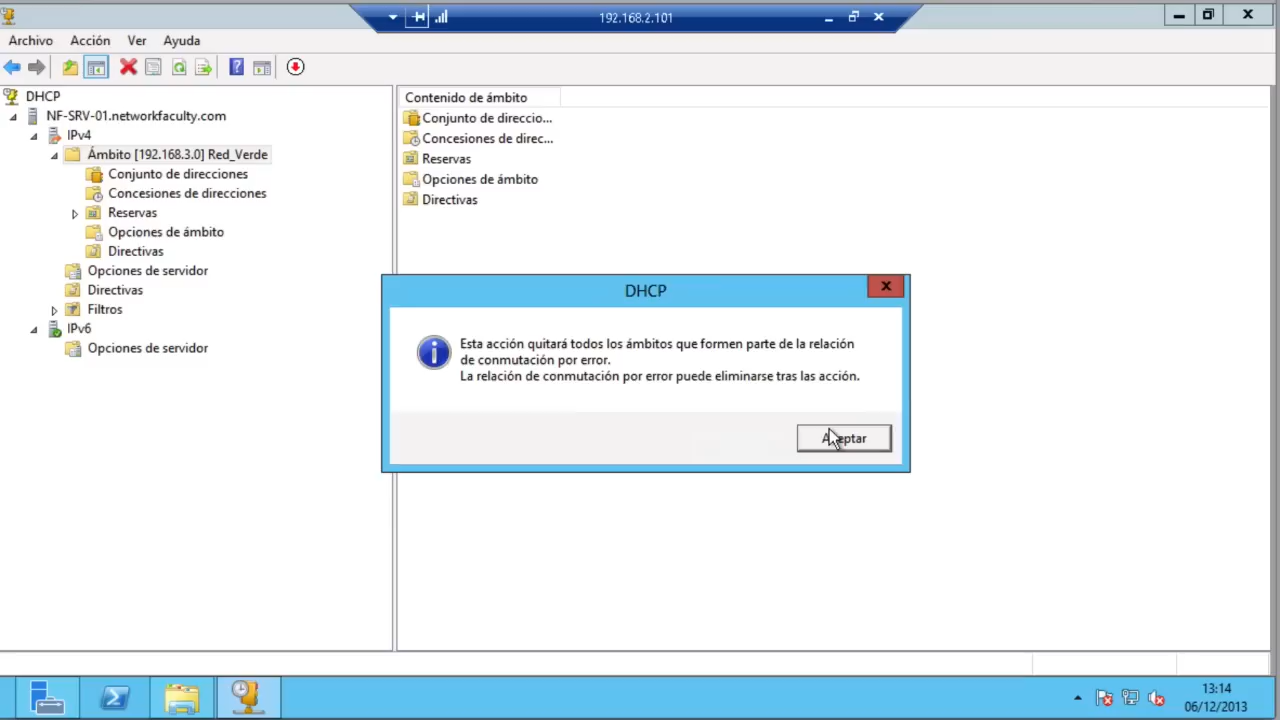 192.168.2.101
Archivo Acción Ver Ayuda
DHCP
NF-SRV-01.networkfaculty.com
IPv4
Ámbito [192.168.3.0] Red_Verde
Conjunto de direcciones
Concesiones de direcciones
Reservas
Opciones de ámbito
Directivas
Opciones de servidor
Directivas
Filtros
IPv6
Opciones de servidor
Contenido de ámbito
Conjunto de direccio...
Concesiones de direc...
Reservas
Opciones de ámbito
Directivas
DHCP
Esta acción quitará todos los ámbitos que formen parte de la relación
de conmutación por error.
La relación de conmutación por error puede eliminarse tras las acción.
Aceptar
13:14
06/12/2013